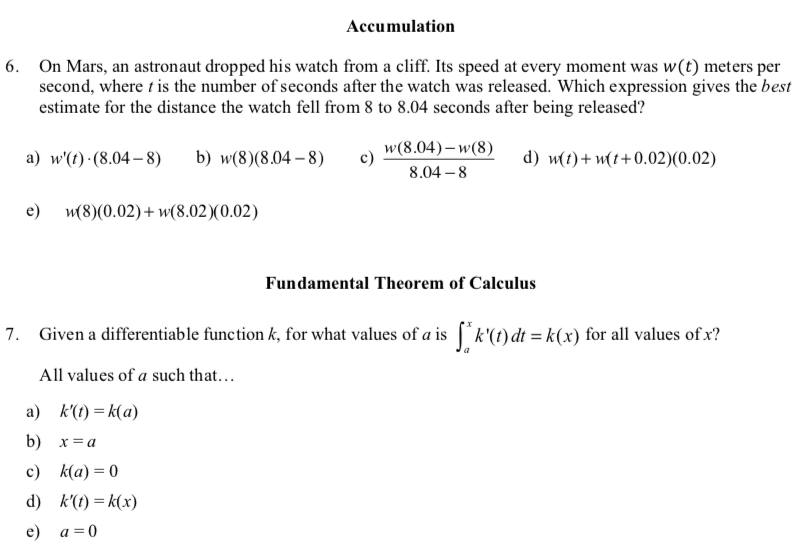 Accumulation
6. On Mars, an astronaut dropped his watch from a cliff. Its speed at every moment was w(t) meters per
second, where t is the number of seconds after the watch was released. Which expression gives the best
estimate for the distance the watch fell from 8 to 8.04 seconds after being released?
a) w'(t)·(8.04 – 8) b) w(8)(8.04 – 8) c) w(8.04) – w(8) / 8.04 – 8 d) w(t) + w(t + 0.02)(0.02)
e) w(8)(0.02) + w(8.02)(0.02)
Fundamental Theorem of Calculus
7. Given a differentiable function k, for what values of a is ∫ₐˣ k'(t) dt = k(x) for all values of x?
All values of a such that…
a) k'(t) = k(a)
b) x = a
c) k(a) = 0
d) k'(t) = k(x)
e) a = 0